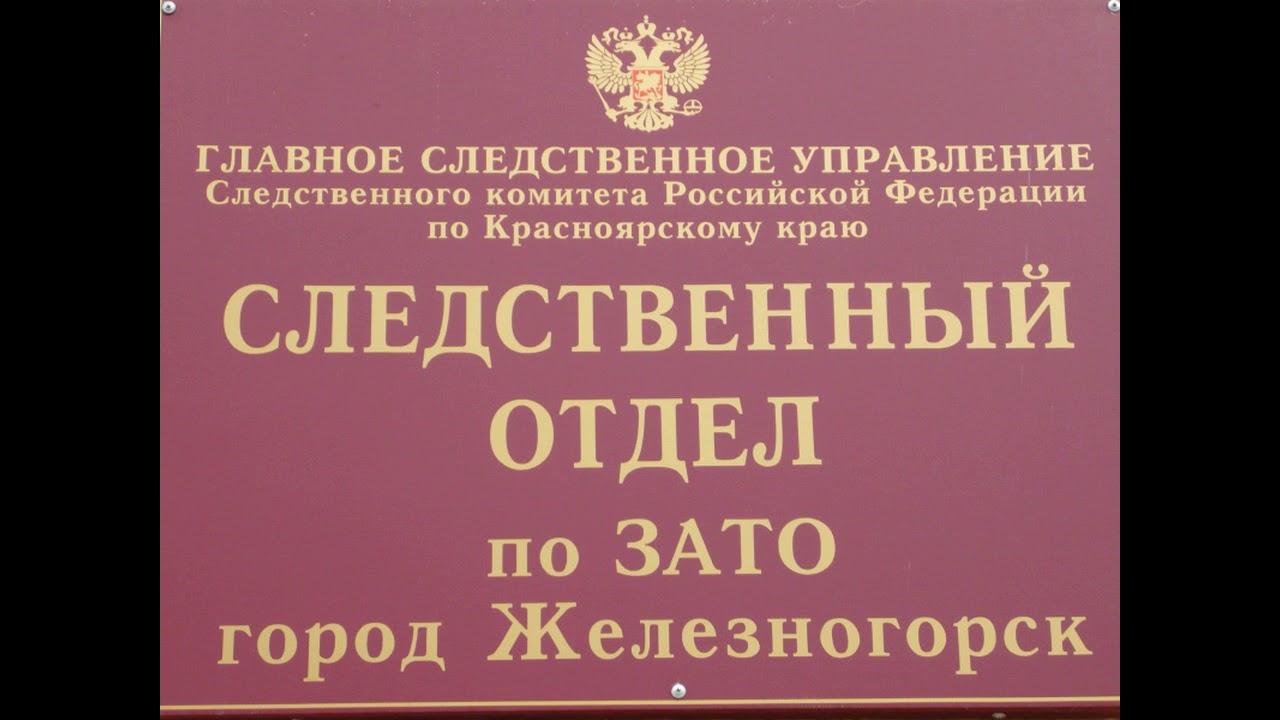 ГЛАВНОЕ СЛЕДСТВЕННОЕ УПРАВЛЕНИЕ
Следственного комитета Российской Федерации
по Красноярскому краю
СЛЕДСТВЕННЫЙ
ОТДЕЛ
по ЗАТО
город Железногорск